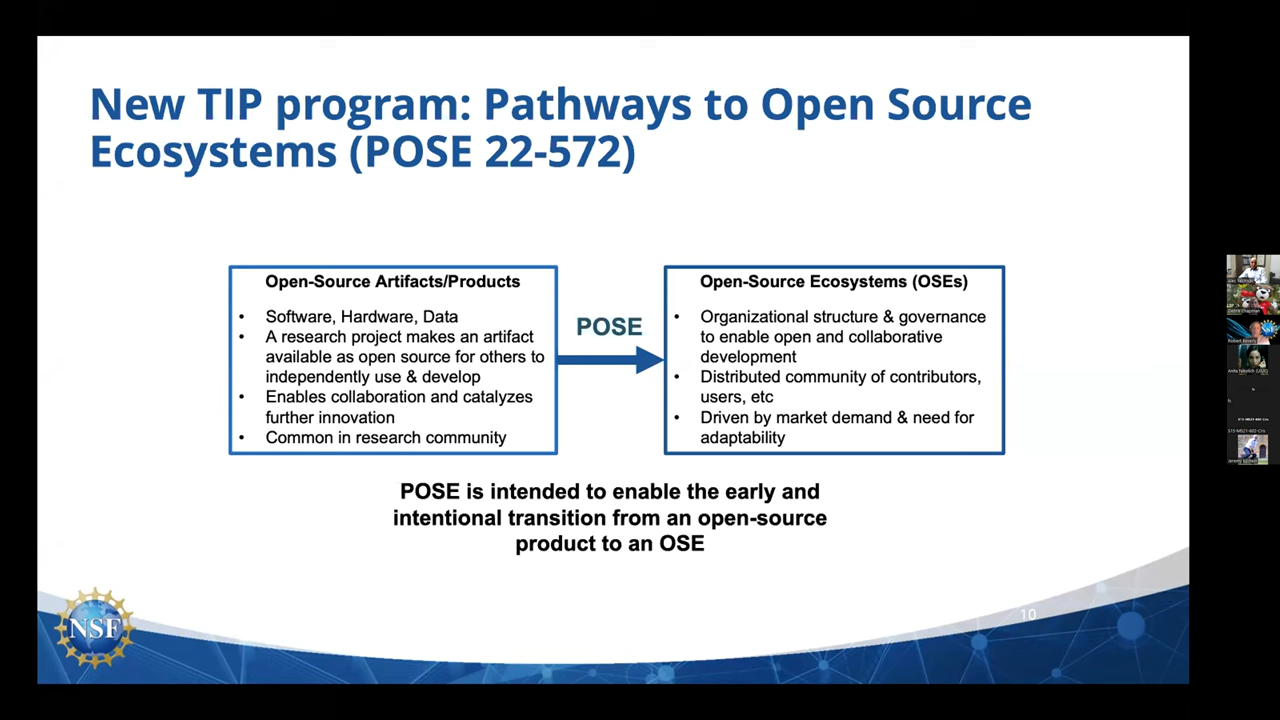 New TIP program: Pathways to Open Source
Ecosystems (POSE 22-572)
Open-Source Artifacts/Products
• Software, Hardware, Data
• A research project makes an artifact
available as open source for others to
independently use & develop
• Enables collaboration and catalyzes
further innovation
• Common in research community
POSE
Open-Source Ecosystems (OSEs)
• Organizational structure & governance
to enable open and collaborative
development
• Distributed community of contributors,
users, etc
• Driven by market demand & need for
adaptability
POSE is intended to enable the early and
intentional transition from an open-source
product to an OSE
NSF
10
Debra Chapman
Robert Beverly